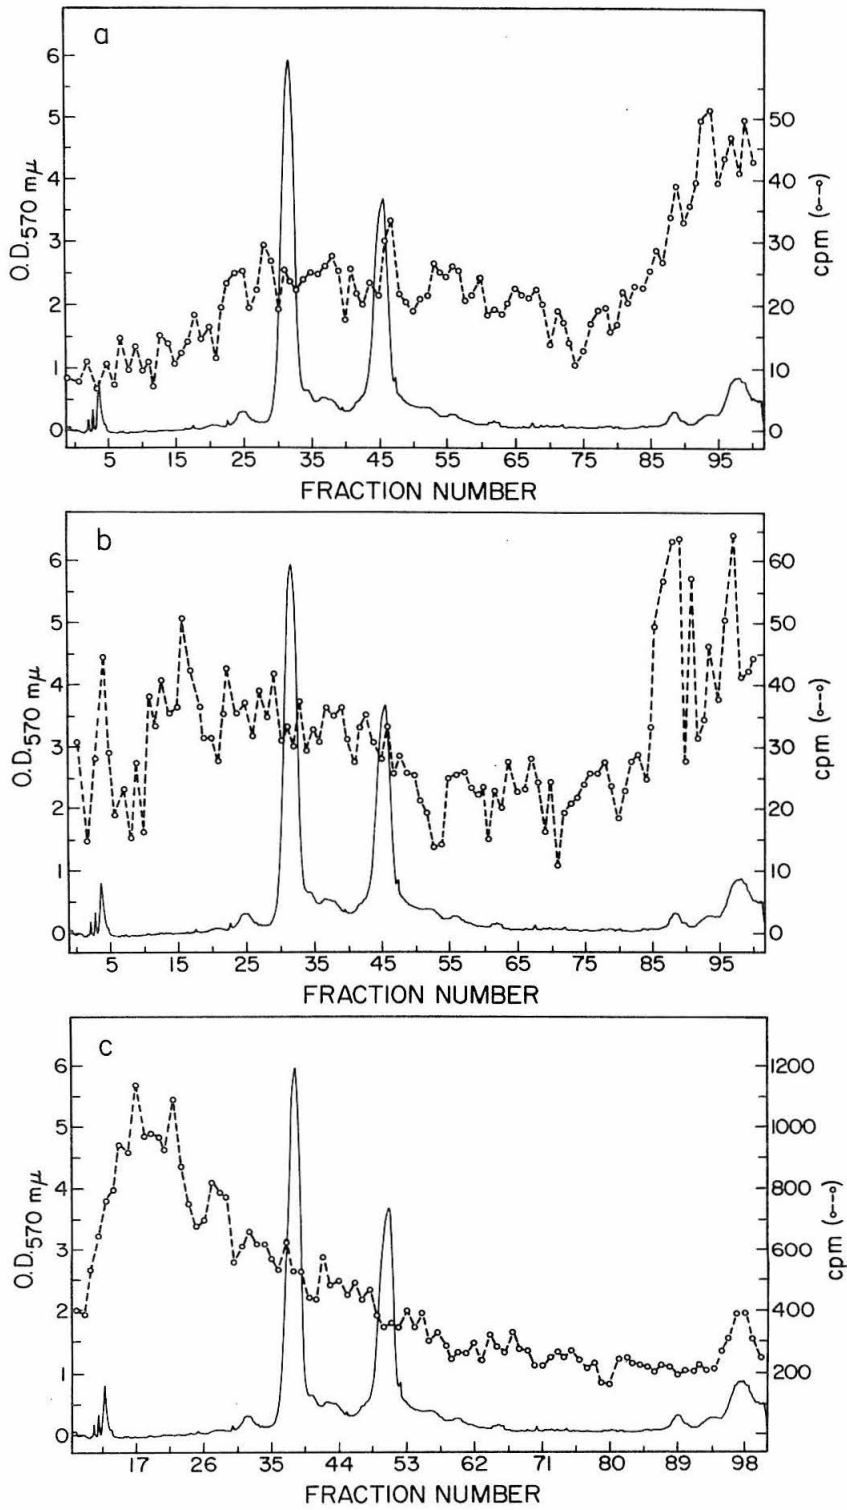 a
6
5
4
3
2
1
0
O.D.570 mμ
50
40
30
20
10
0
cpm (o--o)
5 15 25 35 45 55 65 75 85 95
FRACTION NUMBER
b
6
5
4
3
2
1
0
O.D.570 mμ
60
50
40
30
20
10
0
cpm (o--o)
5 15 25 35 45 55 65 75 85 95
FRACTION NUMBER
c
6
5
4
3
2
1
0
O.D.570 mμ
1200
1000
800
600
400
200
cpm (o--o)
17 26 35 44 53 62 71 80 89 98
FRACTION NUMBER